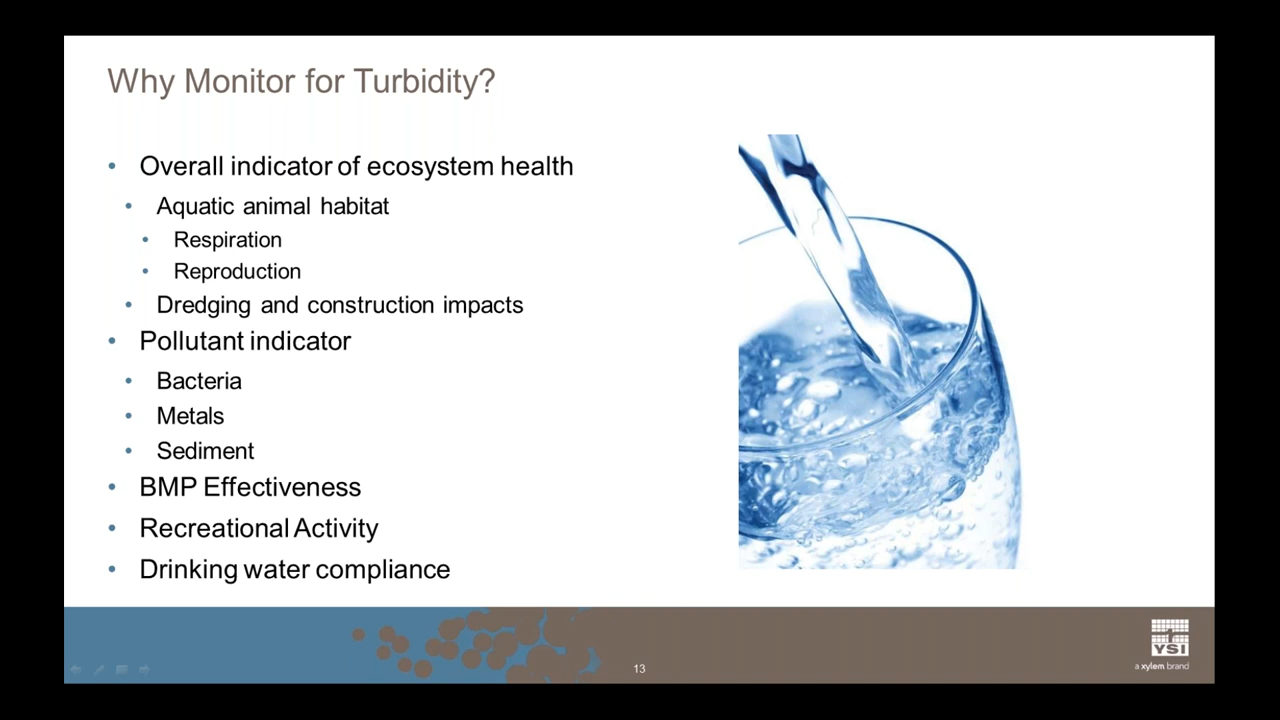 Why Monitor for Turbidity?
• Overall indicator of ecosystem health
• Aquatic animal habitat
• Respiration
• Reproduction
• Dredging and construction impacts
• Pollutant indicator
• Bacteria
• Metals
• Sediment
• BMP Effectiveness
• Recreational Activity
• Drinking water compliance
13
YSI
a xylem brand